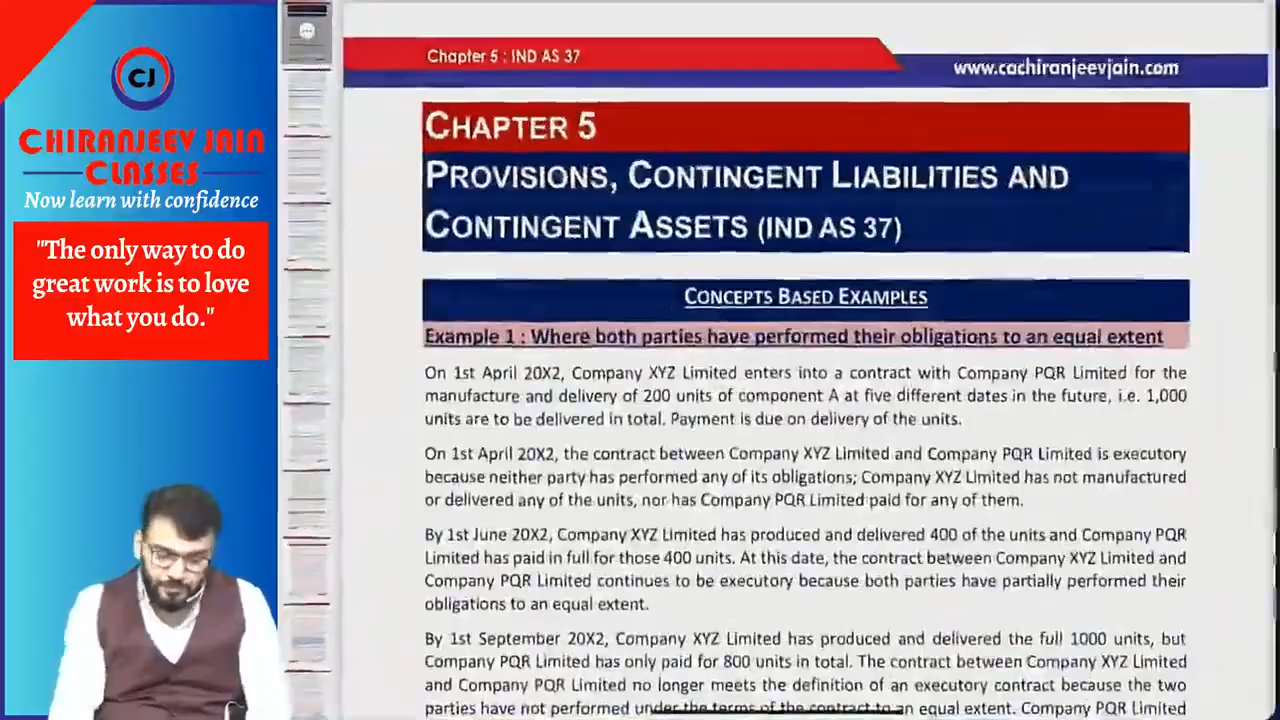 CJ
CHIRANJEEV JAIN
CLASSES
Now learn with confidence
"The only way to do
great work is to love
what you do."
Chapter 5 : IND AS 37
www.cachiranjeevjain.com
CHAPTER 5
PROVISIONS, CONTINGENT LIABILITIES AND
CONTINGENT ASSETS (IND AS 37)
CONCEPTS BASED EXAMPLES
Example 1 : Where both parties have performed their obligations to an equal extent
On 1st April 20X2, Company XYZ Limited enters into a contract with Company PQR Limited for the
manufacture and delivery of 200 units of component A at five different dates in the future, i.e. 1,000
units are to be delivered in total. Payment is due on delivery of the units.
On 1st April 20X2, the contract between Company XYZ Limited and Company PQR Limited is executory
because neither party has performed any of its obligations; Company XYZ Limited has not manufactured
or delivered any of the units, nor has Company PQR Limited paid for any of them.
By 1st June 20X2, Company XYZ Limited has produced and delivered 400 of the units and Company PQR
Limited has paid in full for those 400 units. At this date, the contract between Company XYZ Limited and
Company PQR Limited continues to be executory because both parties have partially performed their
obligations to an equal extent.
By 1st September 20X2, Company XYZ Limited has produced and delivered the full 1000 units, but
Company PQR Limited has only paid for 800 units in total. The contract between Company XYZ Limited
and Company PQR Limited no longer meets the definition of an executory contract because the two
parties have not performed under the terms of the contract to an equal extent. Company PQR Limited